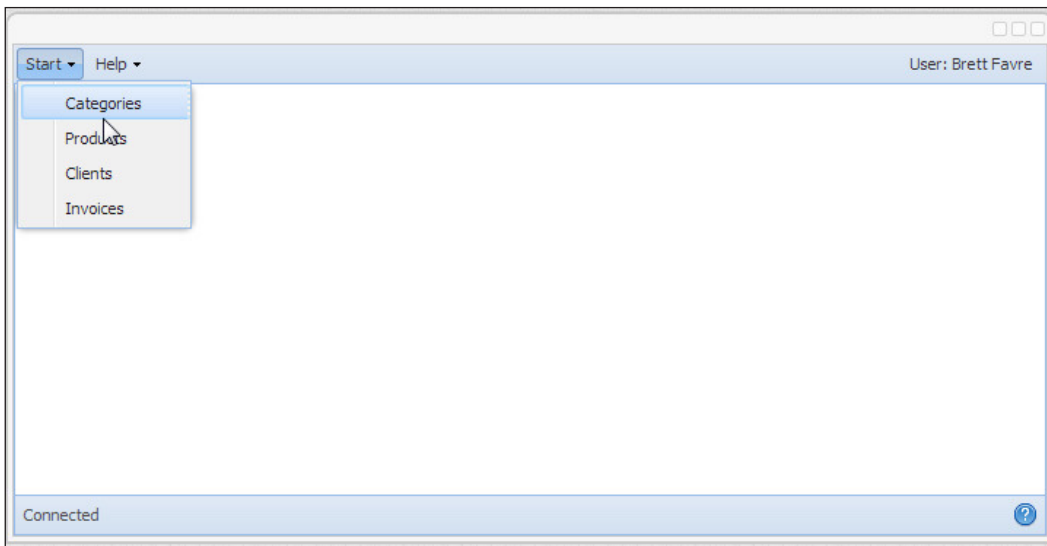 Start Help User: Brett Favre
Categories
Products
Clients
Invoices
Connected
?